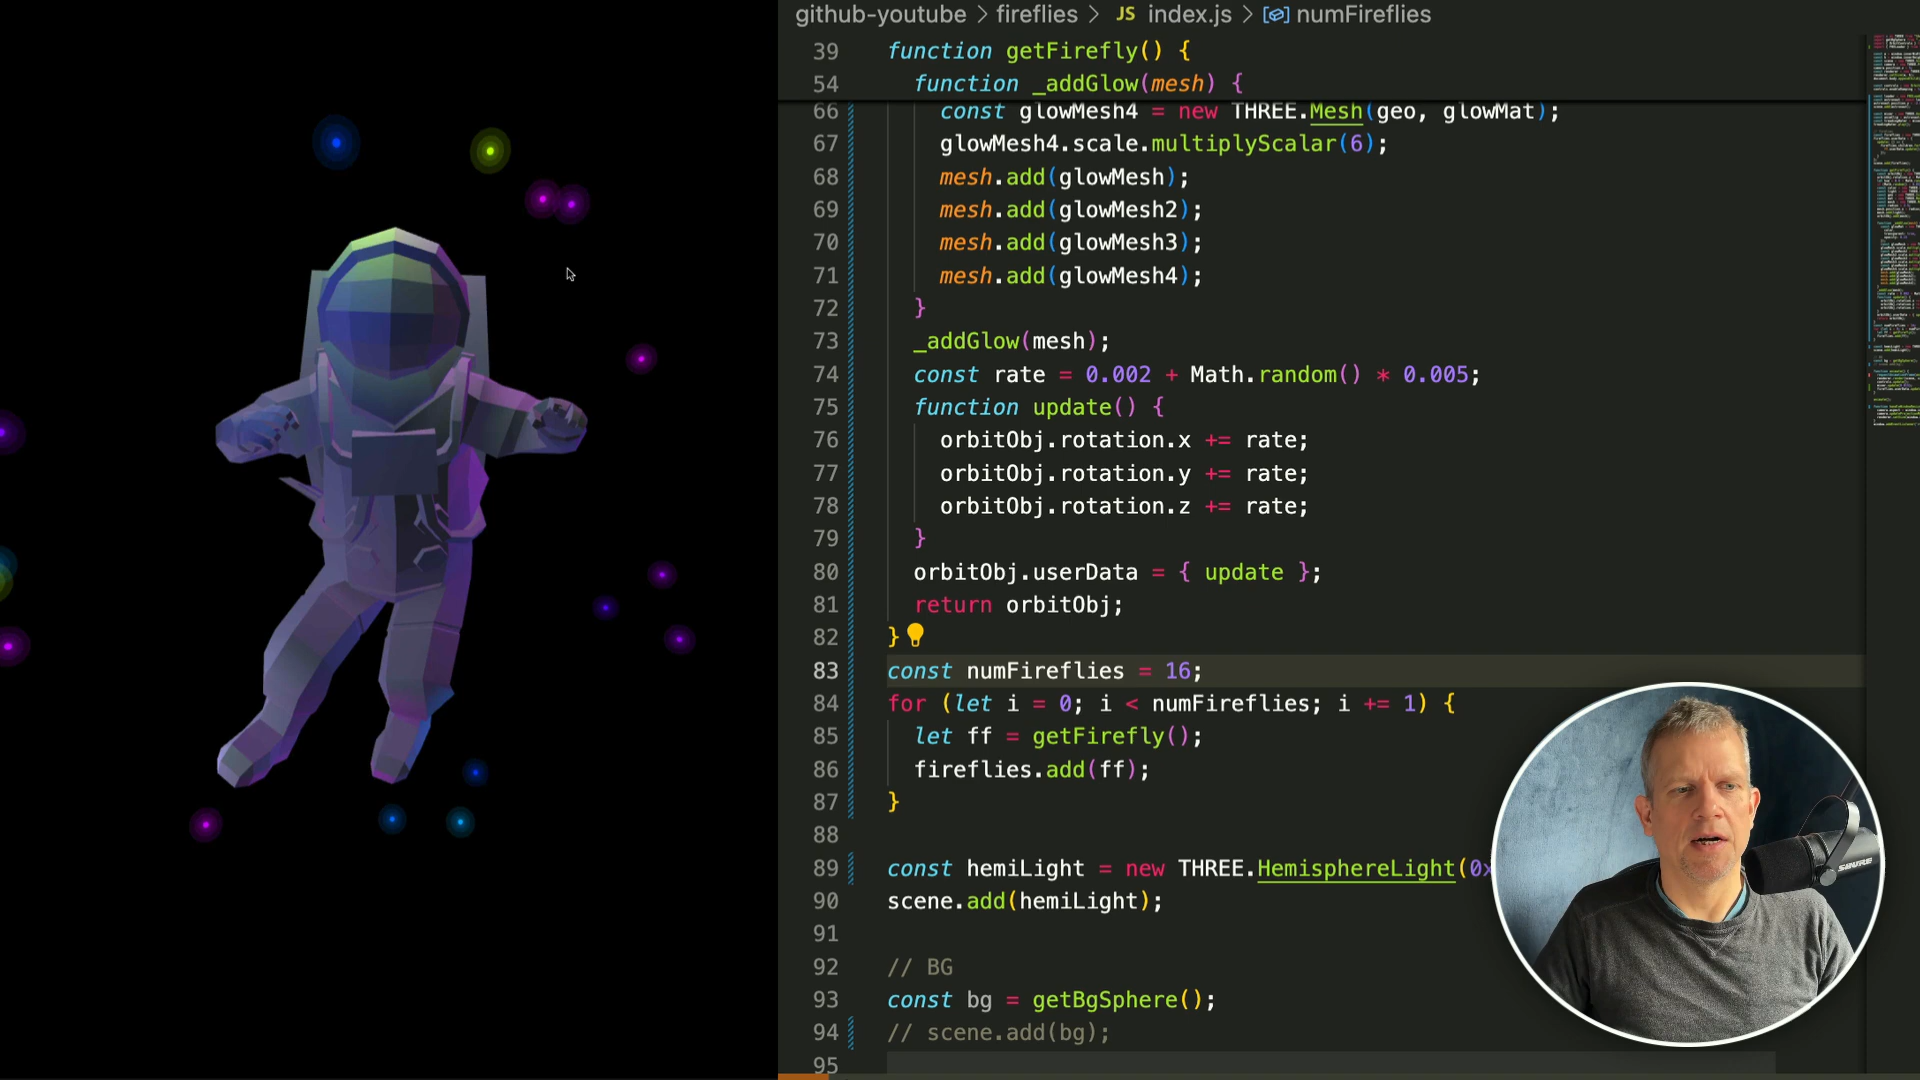 github-youtube > fireflies > JS index.js > numFireflies
39 function getFirefly() {
54 function _addGlow(mesh) {
66 const glowMesh4 = new THREE.Mesh(geo, glowMat);
67 glowMesh4.scale.multiplyScalar(6);
68 mesh.add(glowMesh);
69 mesh.add(glowMesh2);
70 mesh.add(glowMesh3);
71 mesh.add(glowMesh4);
72 }
73 _addGlow(mesh);
74 const rate = 0.002 + Math.random() * 0.005;
75 function update() {
76 orbitObj.rotation.x += rate;
77 orbitObj.rotation.y += rate;
78 orbitObj.rotation.z += rate;
79 }
80 orbitObj.userData = { update };
81 return orbitObj;
82 }
83 const numFireflies = 16;
84 for (let i = 0; i < numFireflies; i += 1) {
85 let ff = getFirefly();
86 fireflies.add(ff);
87 }
88
89 const hemiLight = new THREE.HemisphereLight(0x
90 scene.add(hemiLight);
91
92 // BG
93 const bg = getBgSphere();
94 // scene.add(bg);
95
SHURE